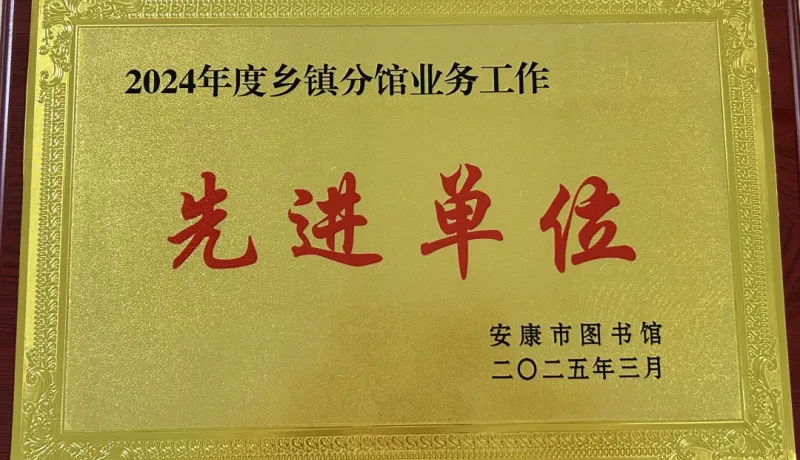 2024年度乡镇分馆业务工作
先进单位
安康市图书馆
二〇二五年三月